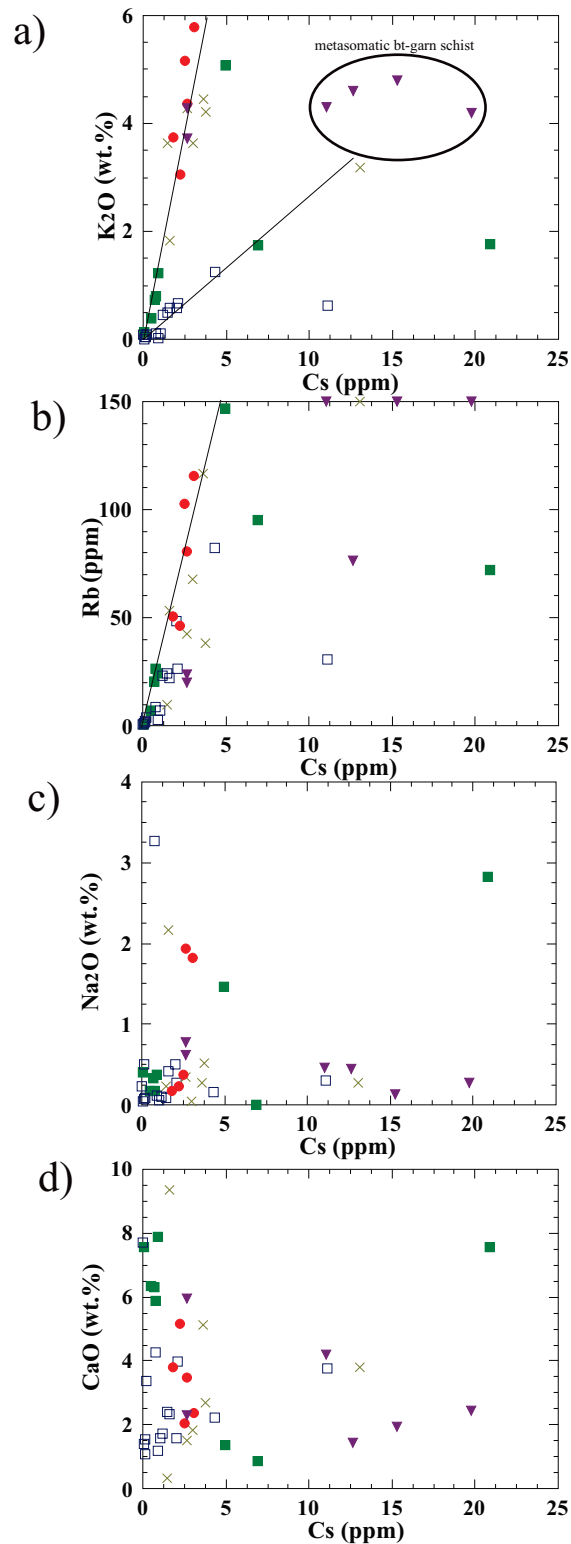 a)
metasomatic bt-garn schist
K2O (wt.%)
6
4
2
0
0 5 10 15 20 25
Cs (ppm)
b)
Rb (ppm)
150
100
50
0
0 5 10 15 20 25
Cs (ppm)
c)
Na2O (wt.%)
4
3
2
1
0
0 5 10 15 20 25
Cs (ppm)
d)
CaO (wt.%)
10
8
6
4
2
0
0 5 10 15 20 25
Cs (ppm)